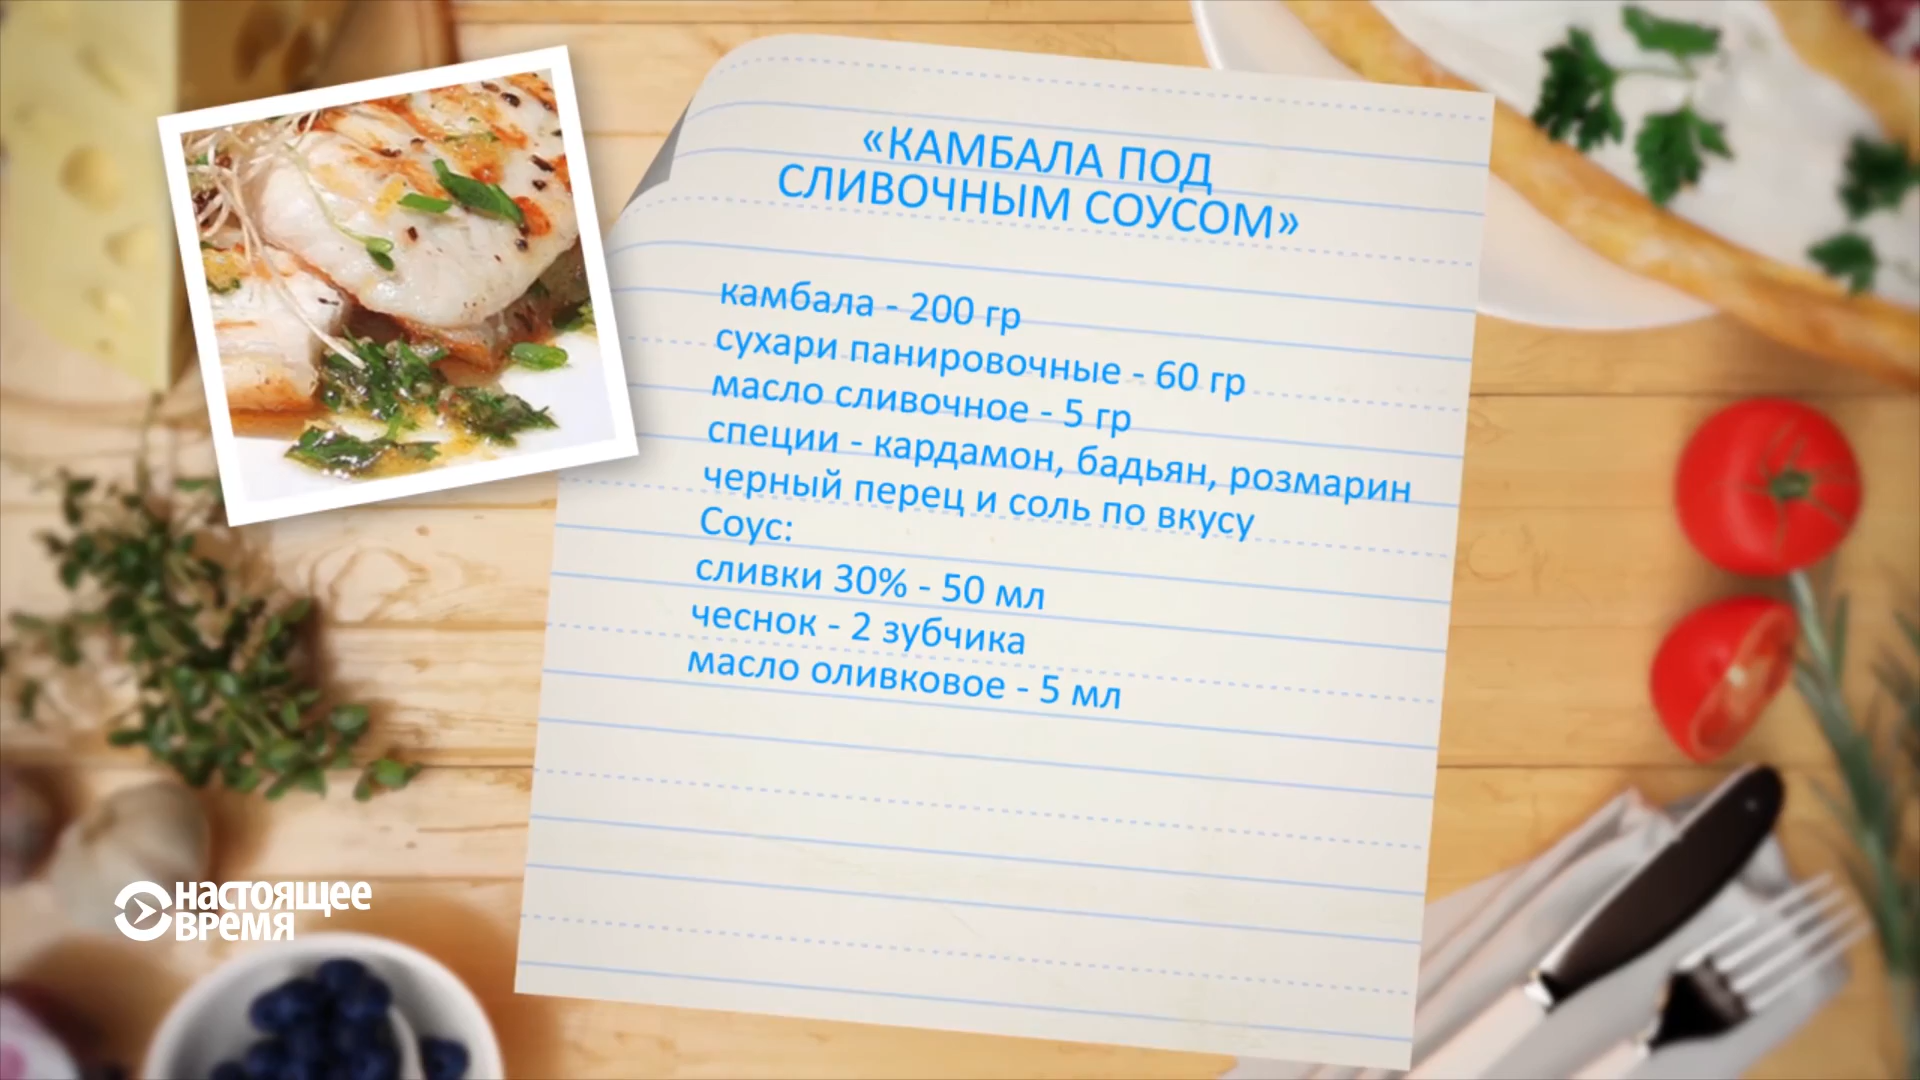 «КАМБАЛА ПОД
СЛИВОЧНЫМ СОУСОМ»
камбала - 200 гр
сухари панировочные - 60 гр
масло сливочное - 5 гр
специи - кардамон, бадьян, розмарин
черный перец и соль по вкусу
Соус:
сливки 30% - 50 мл
чеснок - 2 зубчика
масло оливковое - 5 мл
НАСТОЯЩЕЕ
ВРЕМЯ